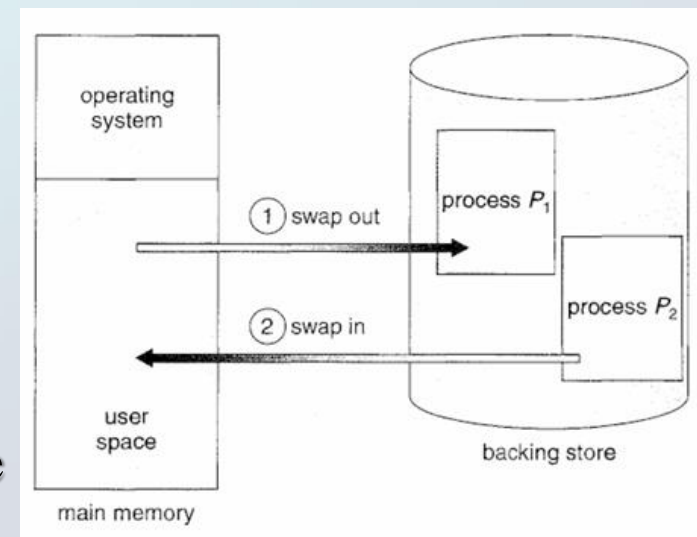 operating
system
1 swap out
process P1
process P2
2 swap in
user
space
backing store
main memory